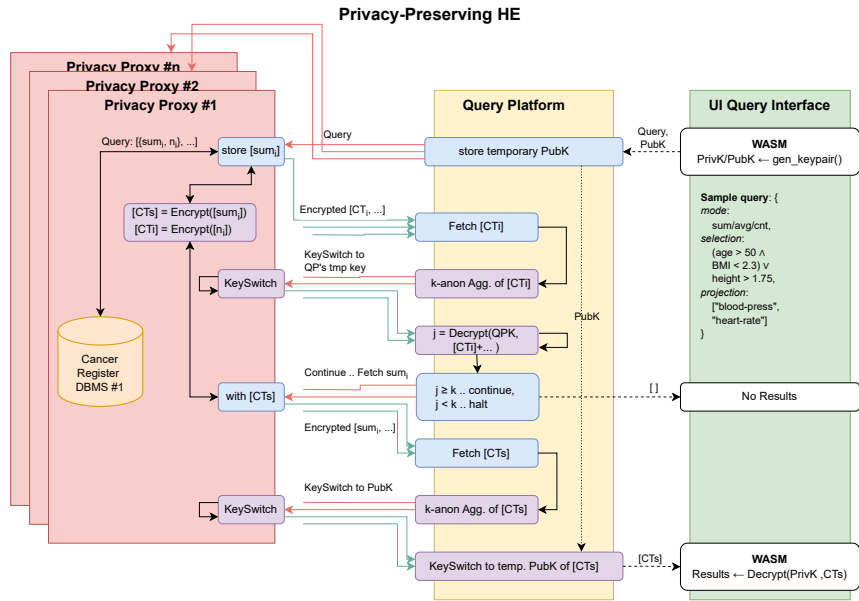 Privacy-Preserving HE
Privacy Proxy #n
Privacy Proxy #2
Privacy Proxy #1
Query Platform
UI Query Interface
Query: [{sumᵢ, nᵢ}, ...]
store [sumᵢ]
Query
store temporary PubK
Query,
PubK
WASM
PrivK/PubK ← gen_keypair()
[CTs] = Encrypt([sumᵢ])
[CTi] = Encrypt([nᵢ])
Encrypted [CTᵢ, ...]
Fetch [CTi]
Sample query: {
mode:
sum/avg/cnt,
selection:
(age > 50 ∧
BMI < 2.3) ∨
height > 1.75,
projection:
["blood-press",
"heart-rate"]
}
KeySwitch to
QP's tmp key
KeySwitch
k-anon Agg. of [CTi]
PubK
j = Decrypt(QPK,
[CTi]+... )
Cancer
Register
DBMS #1
Continue .. Fetch sumᵢ
with [CTs]
j ≥ k .. continue,
j < k .. halt
[ ]
No Results
Encrypted [sumᵢ, ...]
Fetch [CTs]
KeySwitch to PubK
KeySwitch
k-anon Agg. of [CTs]
KeySwitch to temp. PubK of [CTs]
[CTs]
WASM
Results ← Decrypt(PrivK ,CTs)